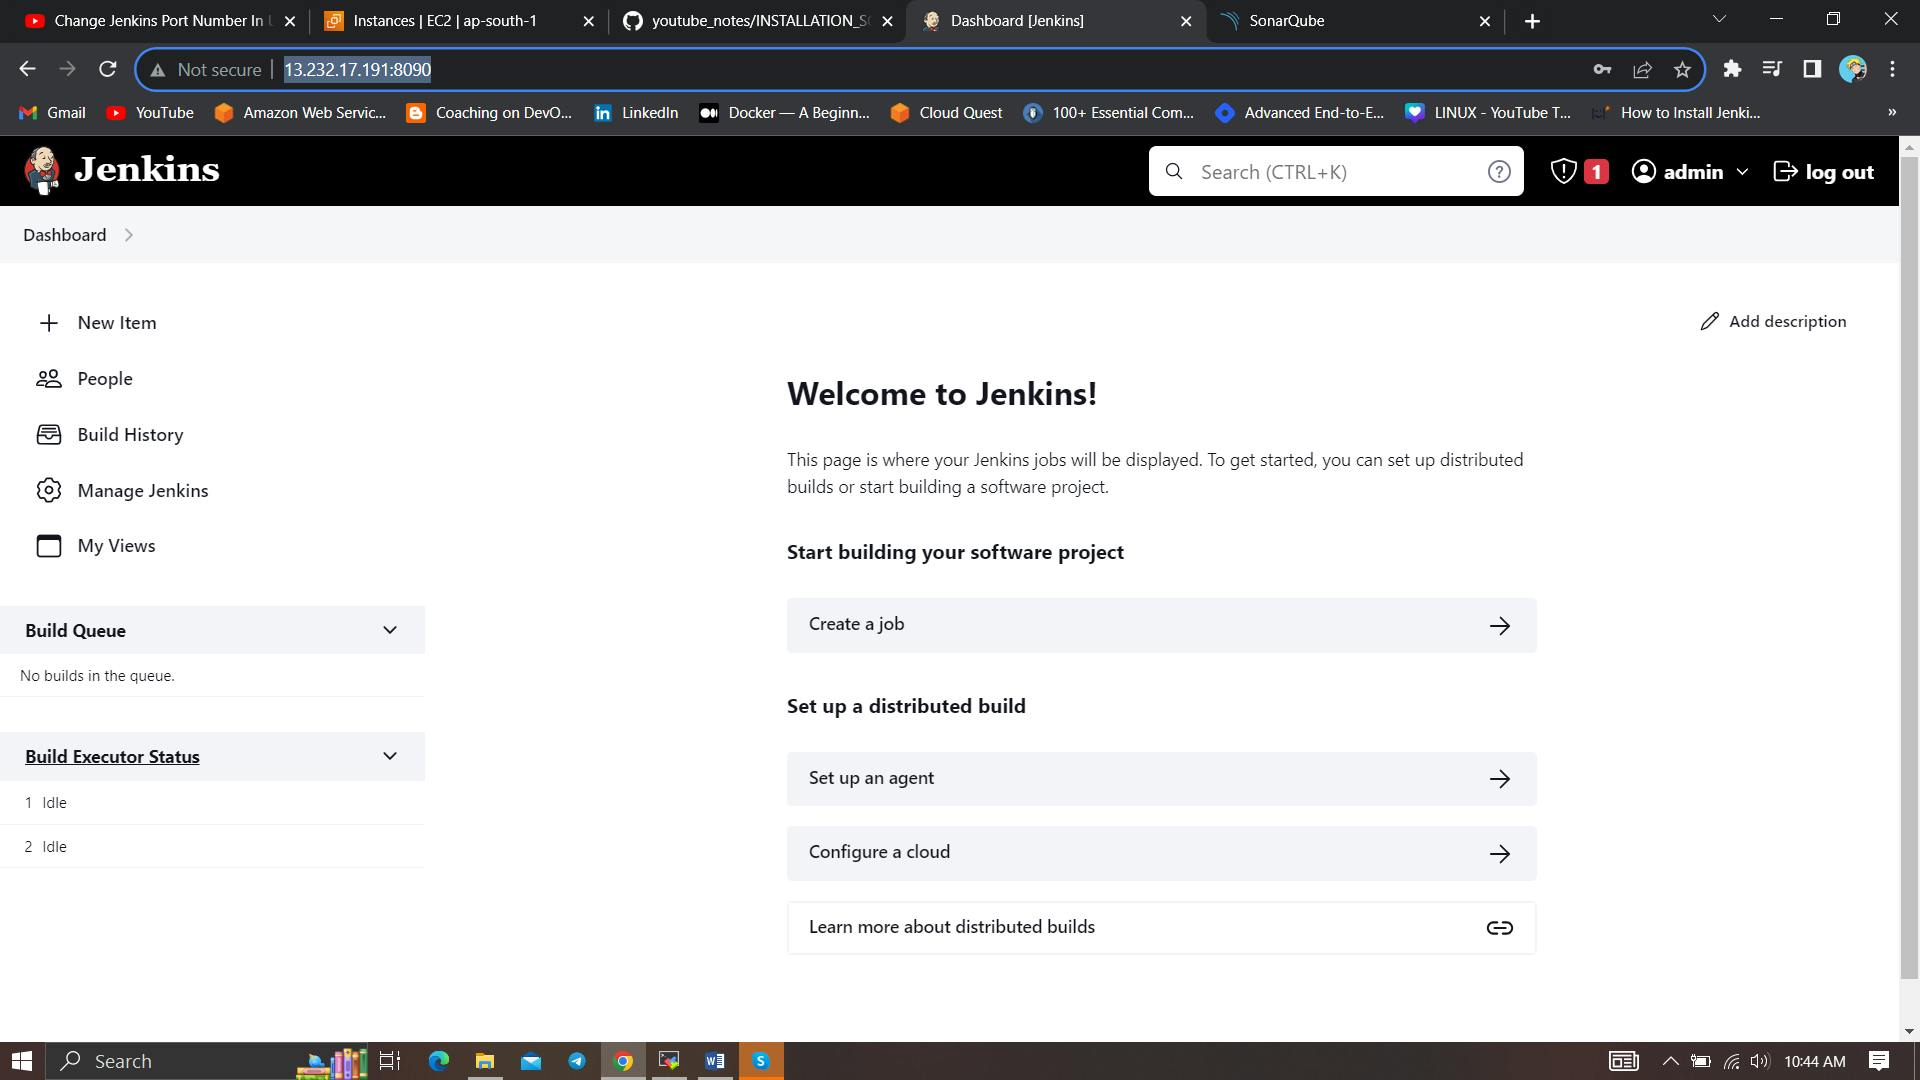 Change Jenkins Port Number In
Instances | EC2 | ap-south-1
youtube_notes/INSTALLATION_S
Dashboard [Jenkins]
SonarQube
Not secure
13.232.17.191:8090
Gmail
YouTube
Amazon Web Servic...
Coaching on DevO...
LinkedIn
Docker — A Beginn...
Cloud Quest
100+ Essential Com...
Advanced End-to-E...
LINUX - YouTube T...
How to Install Jenki...
»
Jenkins
Search (CTRL+K)
1
admin
log out
Dashboard
New Item
Add description
People
Build History
Manage Jenkins
My Views
Build Queue
No builds in the queue.
Build Executor Status
1 Idle
2 Idle
Welcome to Jenkins!
This page is where your Jenkins jobs will be displayed. To get started, you can set up distributed
builds or start building a software project.
Start building your software project
Create a job
Set up a distributed build
Set up an agent
Configure a cloud
Learn more about distributed builds
Search
10:44 AM